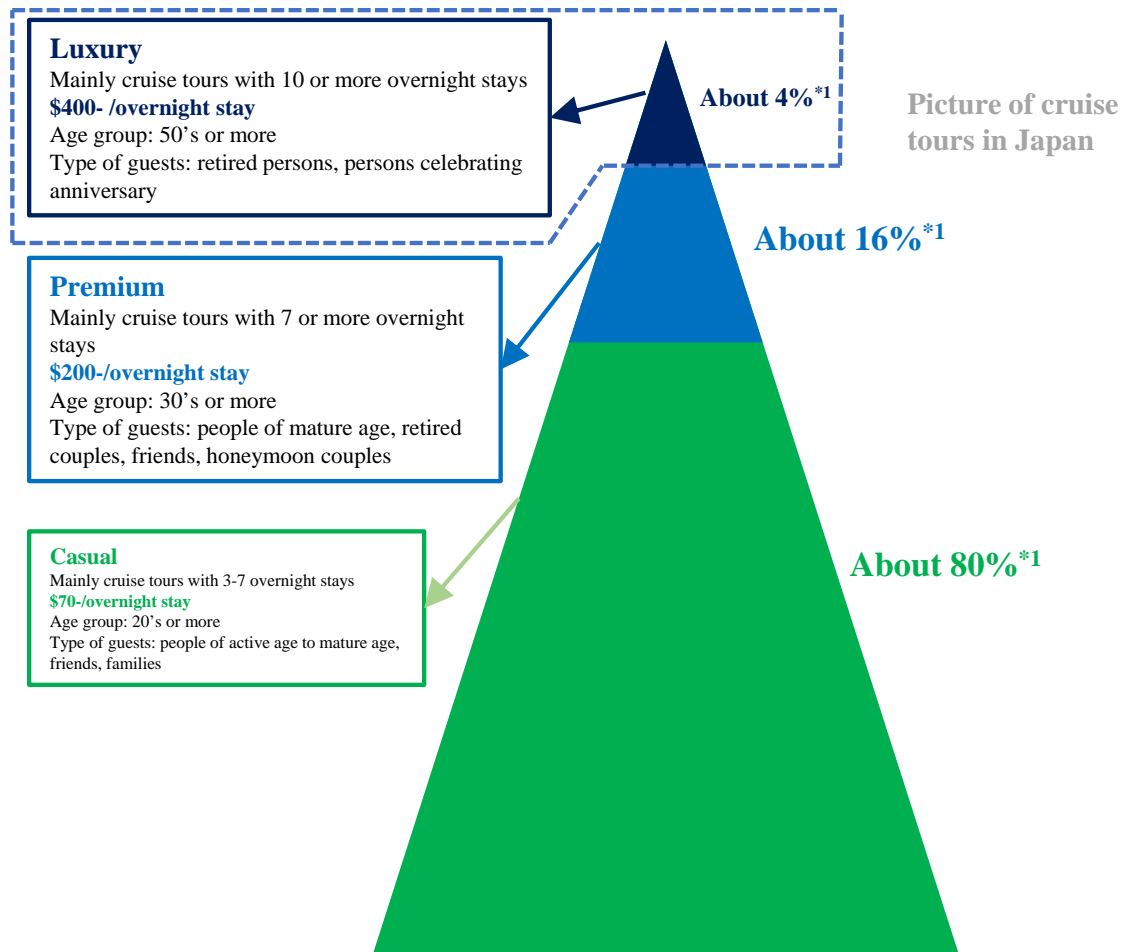 Luxury
Mainly cruise tours with 10 or more overnight stays
$400- /overnight stay
Age group: 50’s or more
Type of guests: retired persons, persons celebrating
anniversary
About 4%*1
Picture of cruise
tours in Japan
About 16%*1
Premium
Mainly cruise tours with 7 or more overnight
stays
$200-/overnight stay
Age group: 30’s or more
Type of guests: people of mature age, retired
couples, friends, honeymoon couples
Casual
Mainly cruise tours with 3-7 overnight stays
$70-/overnight stay
Age group: 20’s or more
Type of guests: people of active age to mature age,
friends, families
About 80%*1